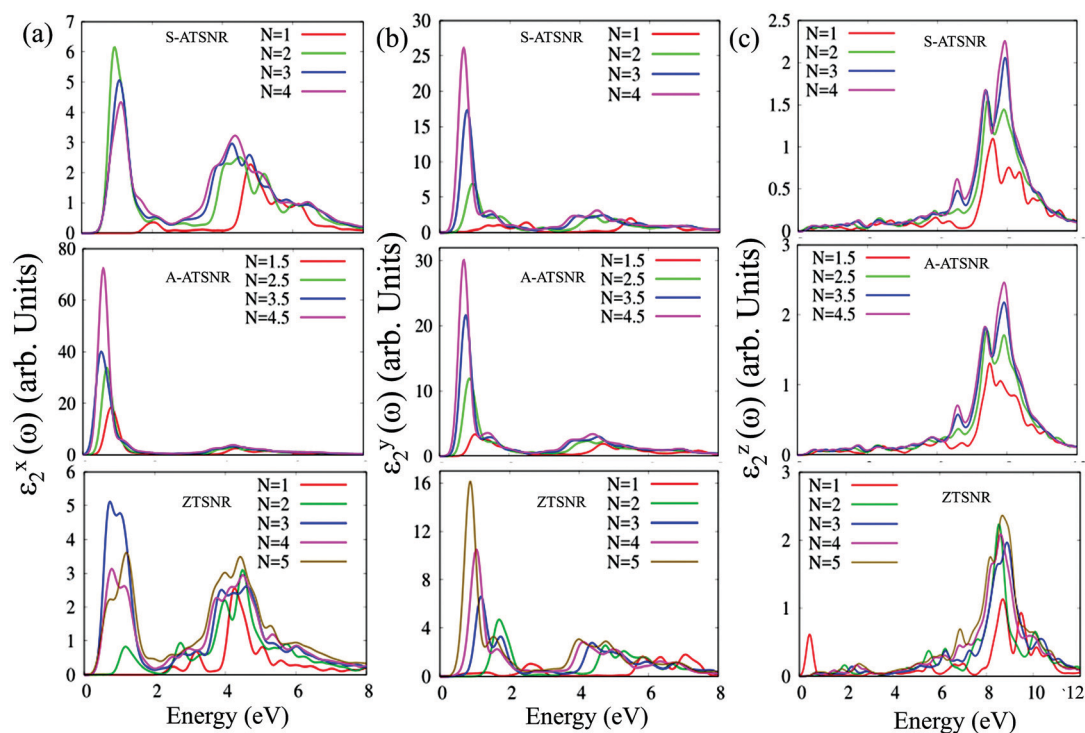 (a)
S-ATSNR
N=1
N=2
N=3
N=4
7
6
5
4
3
2
1
0
A-ATSNR
N=1.5
N=2.5
N=3.5
N=4.5
80
60
40
20
0
ZTSNR
N=1
N=2
N=3
N=4
N=5
6
5
4
3
2
1
0
0 2 4 6 8
Energy (eV)
ε₂ˣ(ω) (arb. Units)
(b)
S-ATSNR
N=1
N=2
N=3
N=4
30
25
20
15
10
5
0
A-ATSNR
N=1.5
N=2.5
N=3.5
N=4.5
30
20
10
0
ZTSNR
N=1
N=2
N=3
N=4
N=5
16
12
8
4
0
0 2 4 6 8
Energy (eV)
ε₂ʸ(ω) (arb. Units)
(c)
S-ATSNR
N=1
N=2
N=3
N=4
2.5
2
1.5
1
0.5
0
A-ATSNR
N=1.5
N=2.5
N=3.5
N=4.5
3
2
1
0
ZTSNR
N=1
N=2
N=3
N=4
N=5
3
2
1
0
0 2 4 6 8 10 12
Energy (eV)
ε₂ᶻ(ω) (arb. Units)